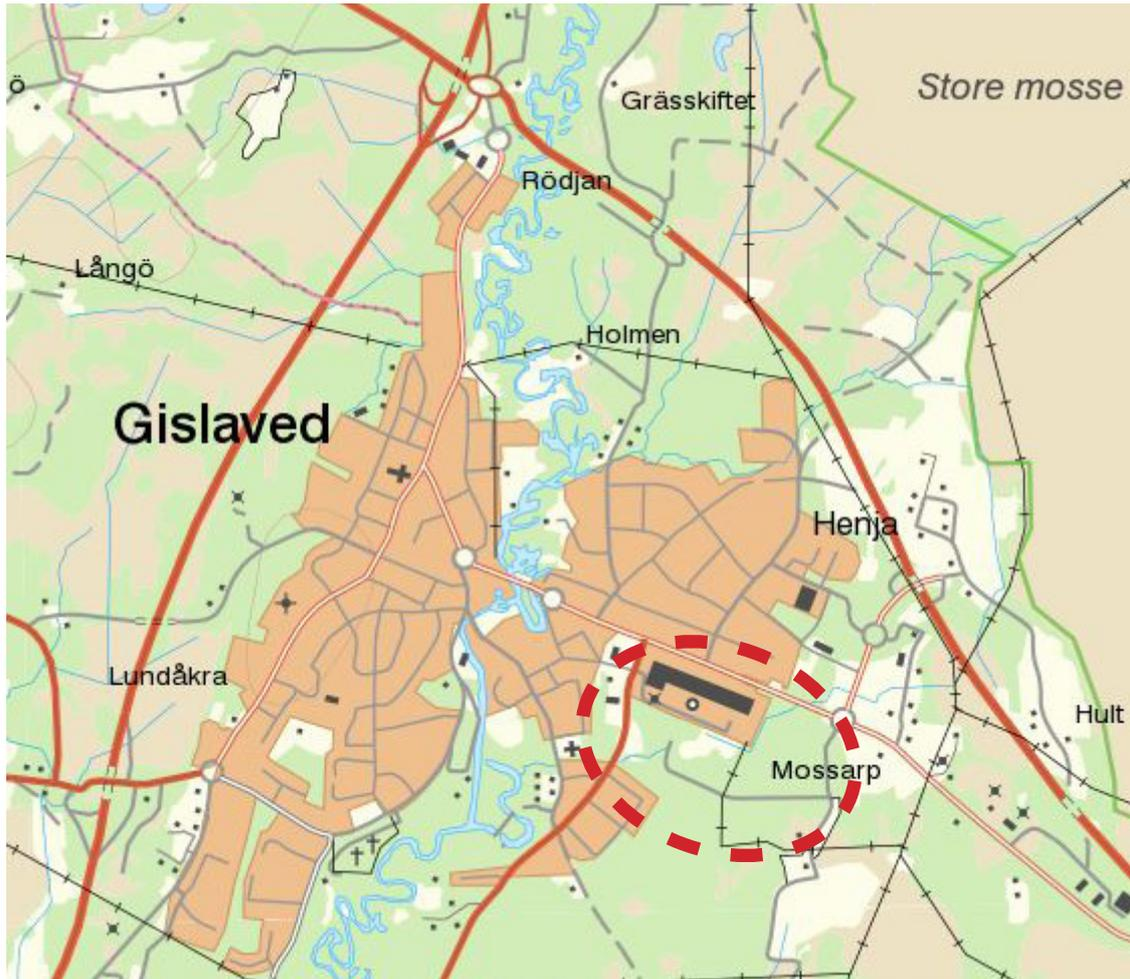 Store mosse
ö
Grässkiftet
Rödjan
Långö
Holmen
Gislaved
Henja
Lundåkra
Hult
Mossarp